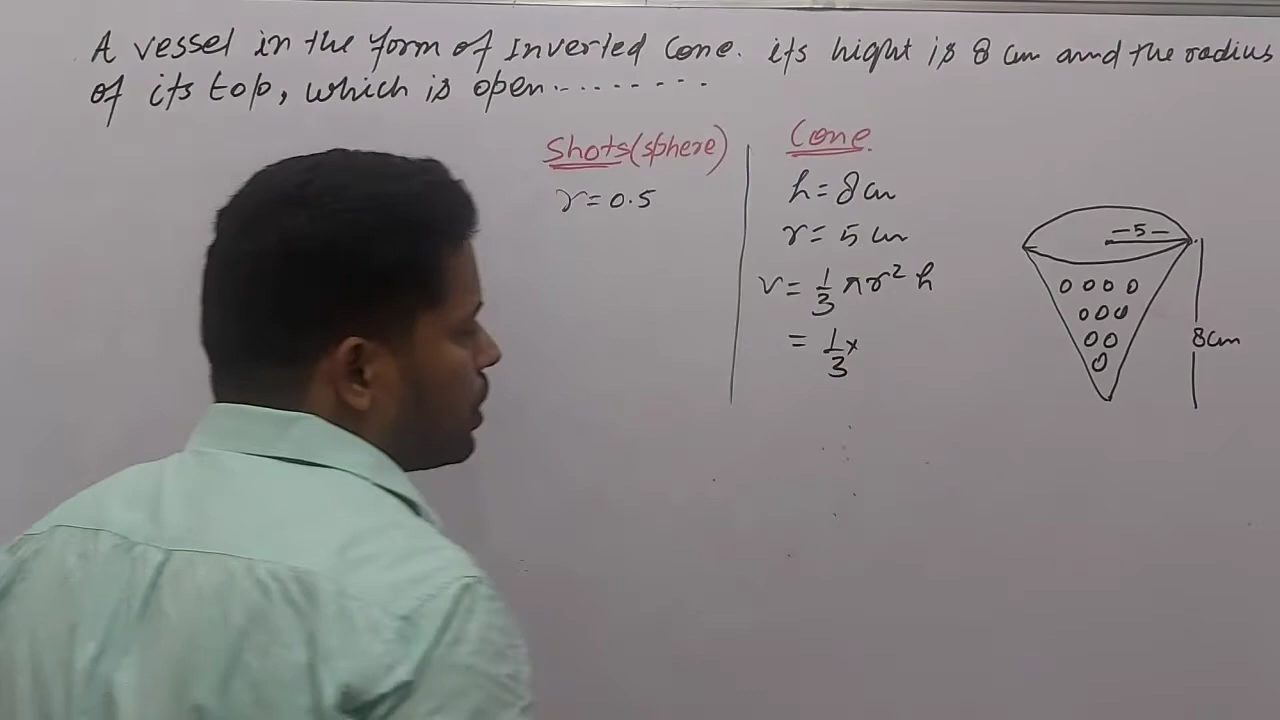 A vessel in the form of Inverted Cone. its hight is 8 cm and the radius
of its top, which is open.........
Shots(sphere)
r = 0.5
Cone.
h = 8 cm
r = 5 cm
v = 1/3 πr² h
= 1/3 x
-5-
8cm